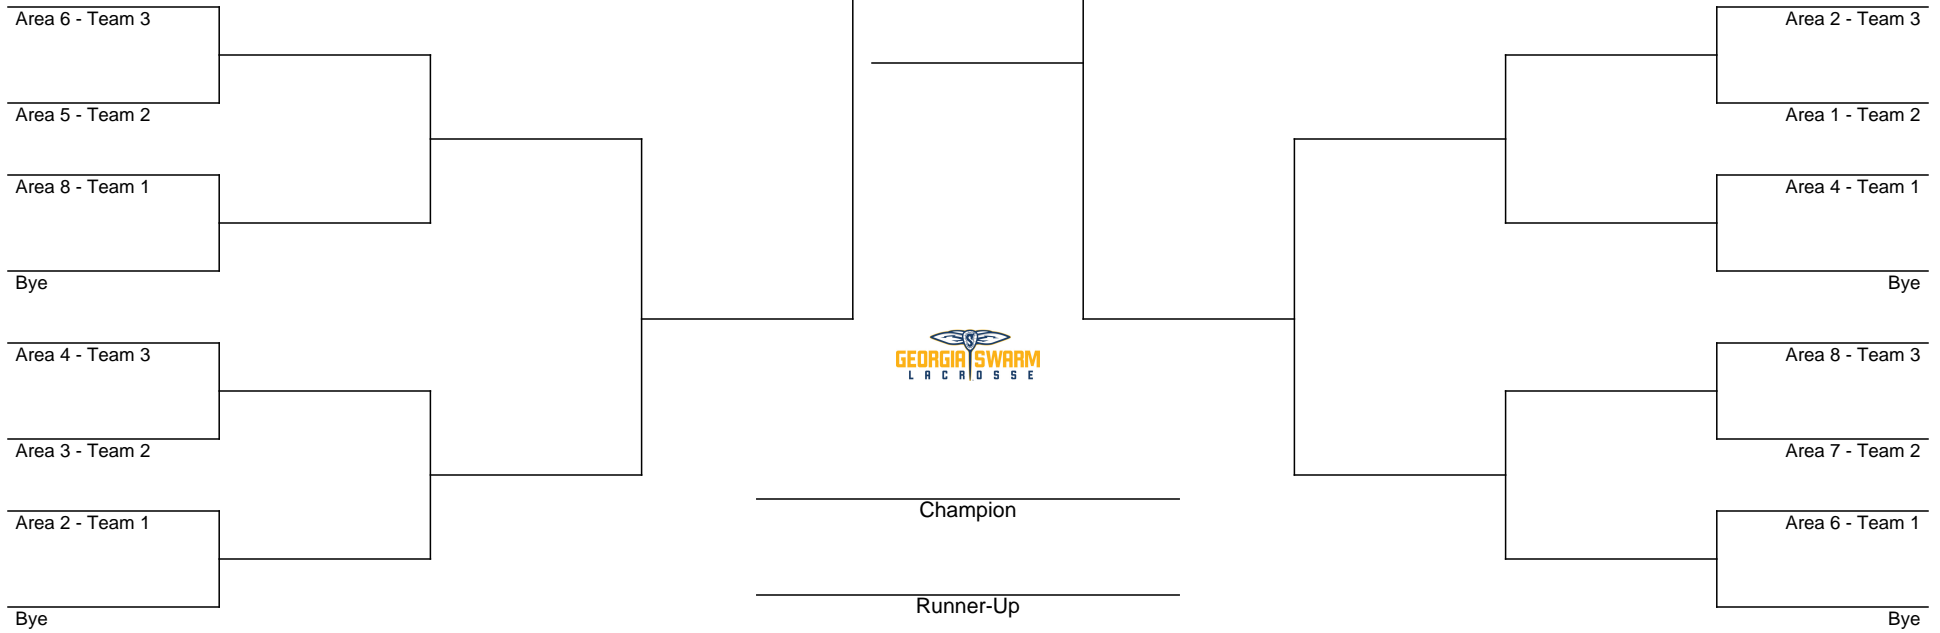 Area 6 - Team 3
Area 5 - Team 2
Area 8 - Team 1
Bye
Area 4 - Team 3
Area 3 - Team 2
Area 2 - Team 1
Bye
GEORGIA SWARM
LACROSSE
Champion
Runner-Up
Area 2 - Team 3
Area 1 - Team 2
Area 4 - Team 1
Bye
Area 8 - Team 3
Area 7 - Team 2
Area 6 - Team 1
Bye